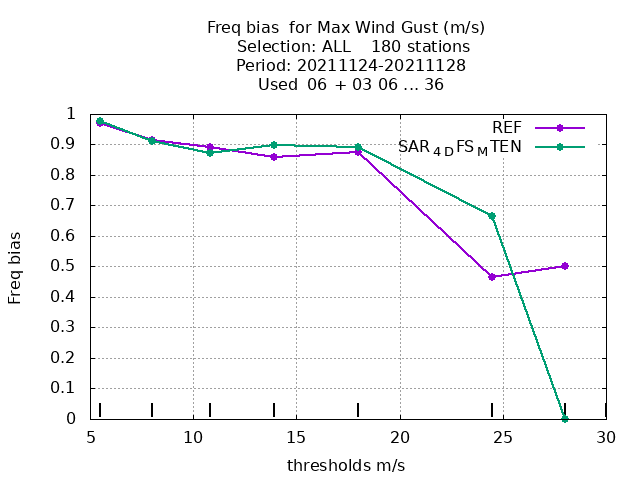 Freq bias for Max Wind Gust (m/s)
Selection: ALL 180 stations
Period: 20211124-20211128
Used 06 + 03 06 ... 36
REF
SAR4DFSMTEN
Freq bias
1
0.9
0.8
0.7
0.6
0.5
0.4
0.3
0.2
0.1
0
5 10 15 20 25 30
thresholds m/s